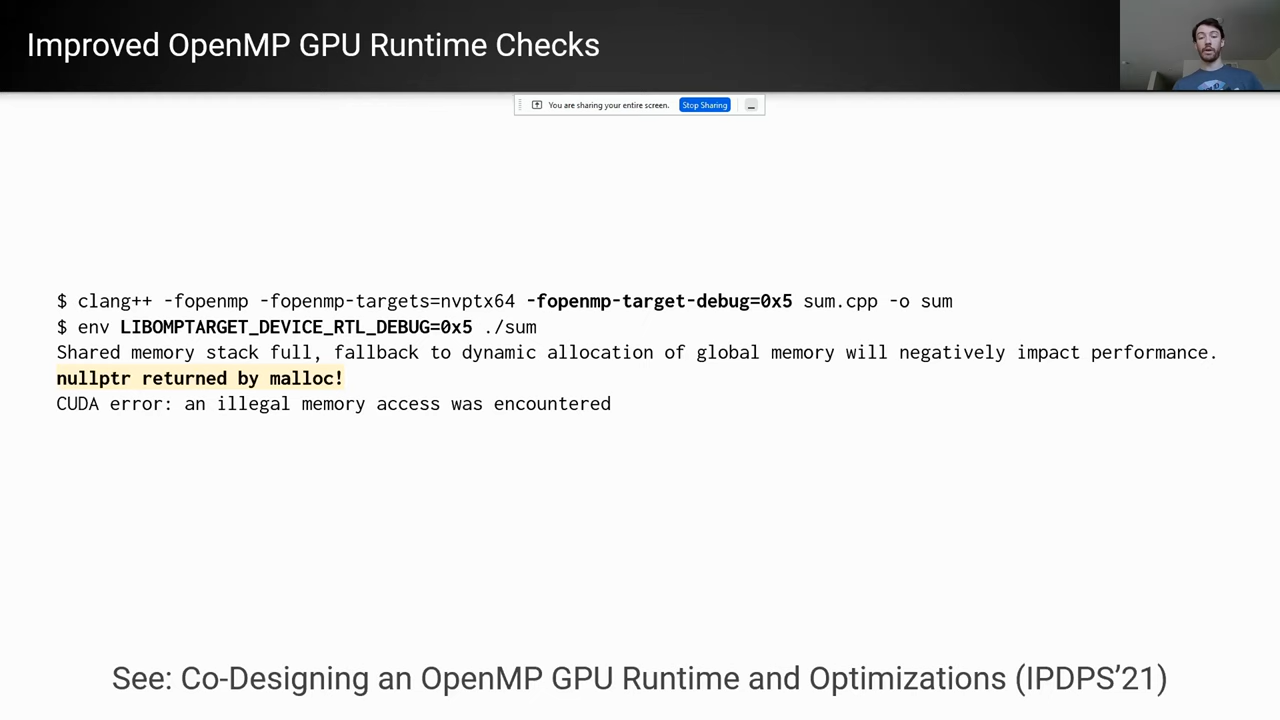 Improved OpenMP GPU Runtime Checks
You are sharing your entire screen. Stop Sharing
$ clang++ -fopenmp -fopenmp-targets=nvptx64 -fopenmp-target-debug=0x5 sum.cpp -o sum
$ env LIBOMPTARGET_DEVICE_RTL_DEBUG=0x5 ./sum
Shared memory stack full, fallback to dynamic allocation of global memory will negatively impact performance.
nullptr returned by malloc!
CUDA error: an illegal memory access was encountered
See: Co-Designing an OpenMP GPU Runtime and Optimizations (IPDPS’21)